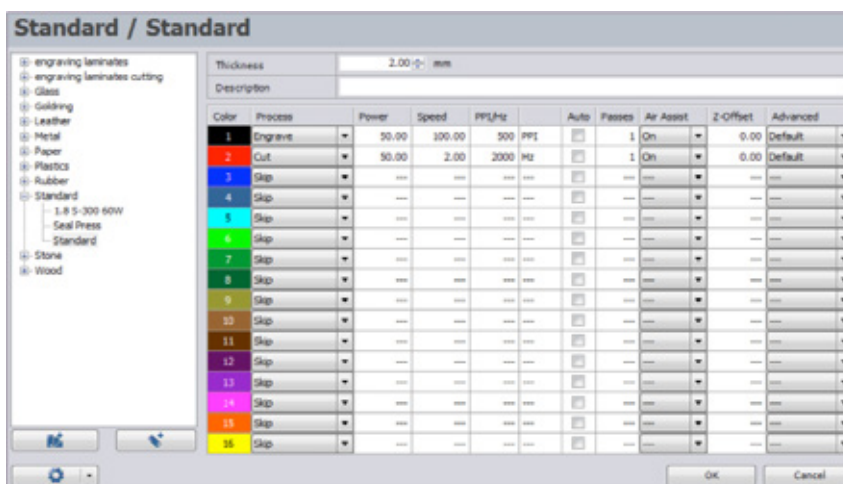 Standard / Standard
engraving laminates
engraving laminates cutting
Glass
Goldring
Leather
Metal
Paper
Plastics
Rubber
Standard
1.8 S-300 60W
Seal Press
Standard
Stone
Wood
Thickness 2.00 mm
Description
Color Process Power Speed PPI/Hz Auto Passes Air Assist Z-Offset Advanced
1 Engrave 50.00 100.00 500 PPI 1 On 0.00 Default
2 Cut 50.00 2.00 2000 Hz 1 On 0.00 Default
3 Skip --- --- --- --- --- --- --- ---
4 Skip --- --- --- --- --- --- --- ---
5 Skip --- --- --- --- --- --- --- ---
6 Skip --- --- --- --- --- --- --- ---
7 Skip --- --- --- --- --- --- --- ---
8 Skip --- --- --- --- --- --- --- ---
9 Skip --- --- --- --- --- --- --- ---
10 Skip --- --- --- --- --- --- --- ---
11 Skip --- --- --- --- --- --- --- ---
12 Skip --- --- --- --- --- --- --- ---
13 Skip --- --- --- --- --- --- --- ---
14 Skip --- --- --- --- --- --- --- ---
15 Skip --- --- --- --- --- --- --- ---
16 Skip --- --- --- --- --- --- --- ---
OK Cancel